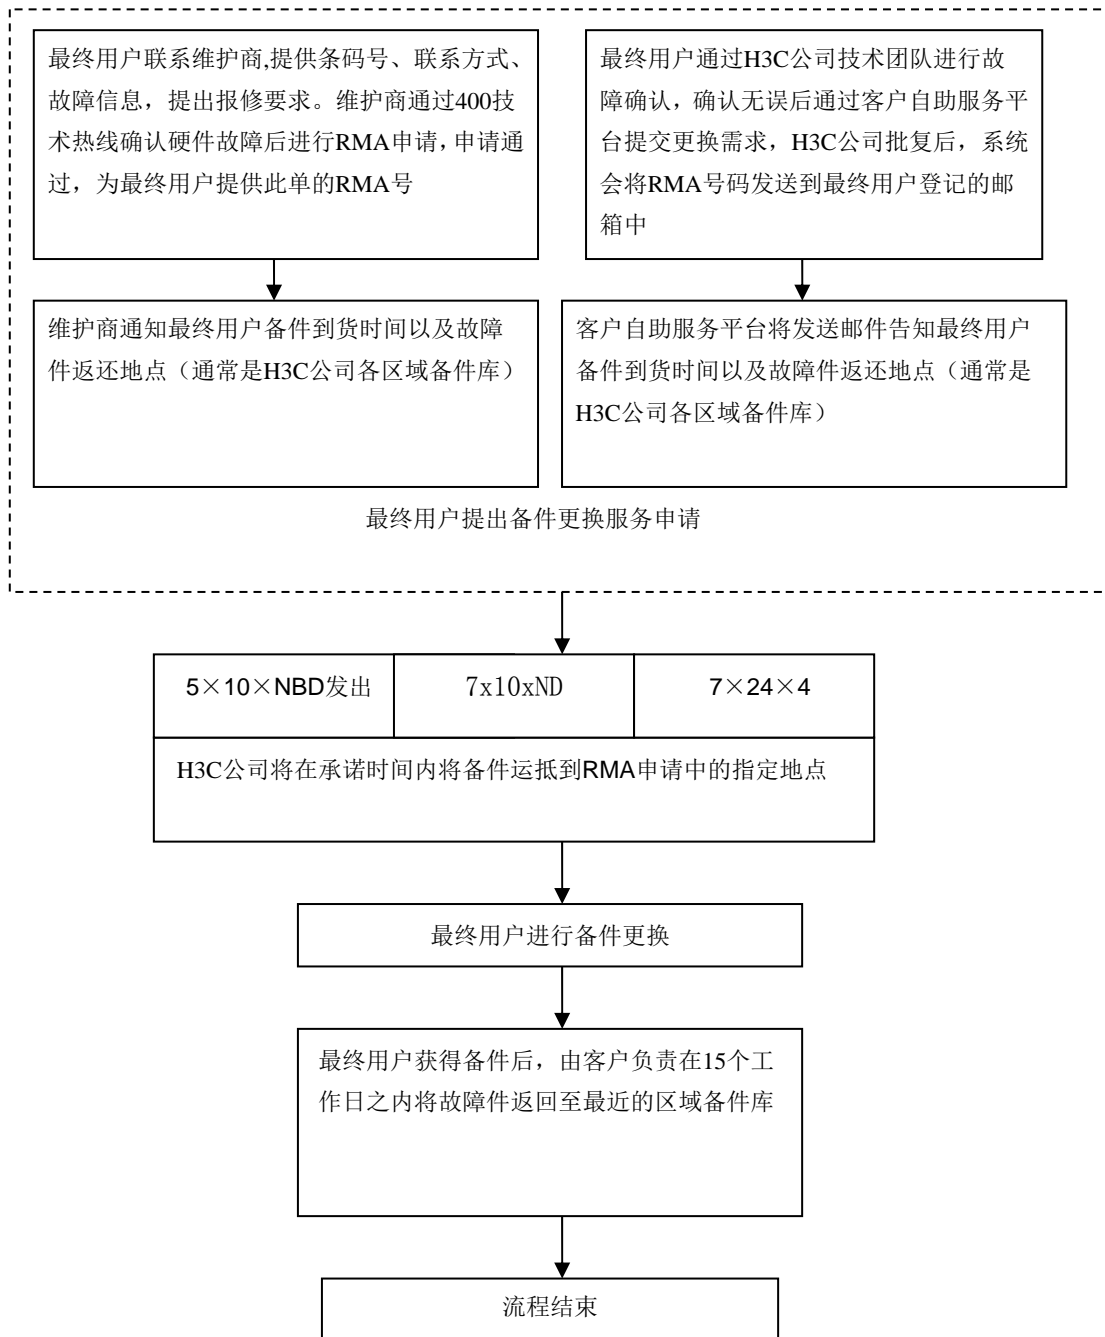 最终用户联系维护商,提供条码号、联系方式、
故障信息，提出报修要求。维护商通过400技
术热线确认硬件故障后进行RMA申请，申请通
过，为最终用户提供此单的RMA号
最终用户通过H3C公司技术团队进行故
障确认，确认无误后通过客户自助服务平
台提交更换需求，H3C公司批复后，系统
会将RMA号码发送到最终用户登记的邮
箱中
维护商通知最终用户备件到货时间以及故障
件返还地点（通常是H3C公司各区域备件库）
客户自助服务平台将发送邮件告知最终用户
备件到货时间以及故障件返还地点（通常是
H3C公司各区域备件库）
最终用户提出备件更换服务申请
5×10×NBD发出
7x10xND
7×24×4
H3C公司将在承诺时间内将备件运抵到RMA申请中的指定地点
最终用户进行备件更换
最终用户获得备件后，由客户负责在15个工
作日之内将故障件返回至最近的区域备件库
流程结束